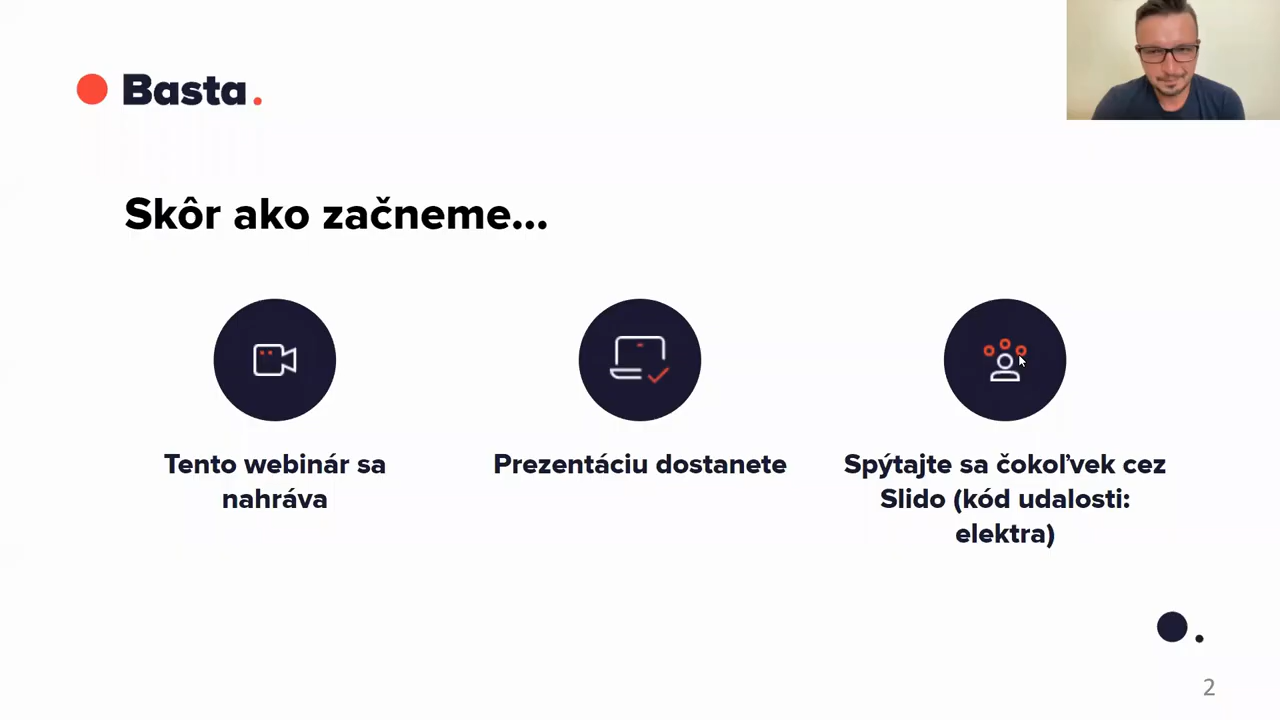 Basta.
Skôr ako začneme...
Tento webinár sa
nahráva
Prezentáciu dostanete
Spýtajte sa čokoľvek cez
Slido (kód udalosti:
elektra)
2